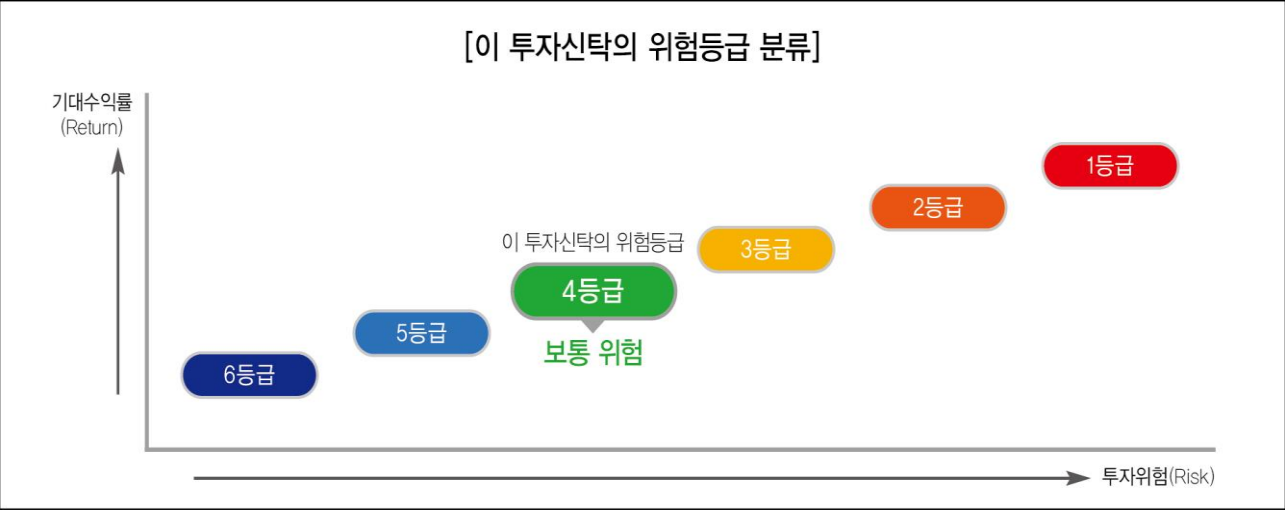 [이 투자신탁의 위험등급 분류]
기대수익률
(Return)
1등급
2등급
이 투자신탁의 위험등급
3등급
4등급
5등급
보통 위험
6등급
투자위험(Risk)